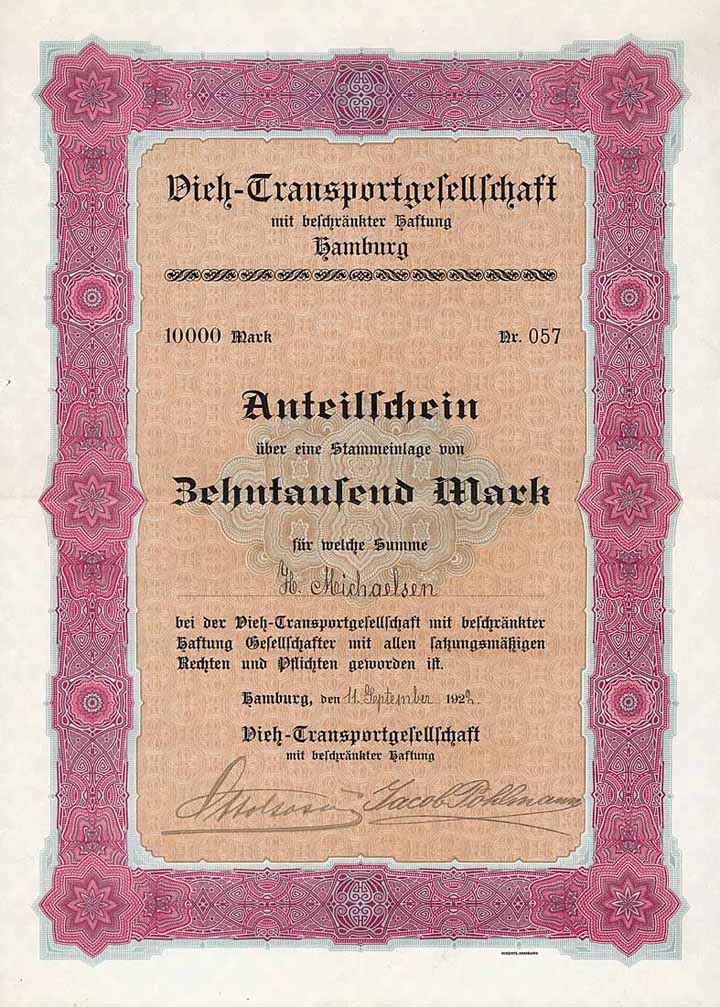 Vieh-Transportgesellschaft
mit beschränkter Haftung
Hamburg
10000 Mark Nr. 057
Anteilschein
über eine Stammeinlage von
Zehntausend Mark
für welche Summe
H. Michaelsen
bei der Vieh-Transportgesellschaft mit beschränkter
Haftung Gesellschafter mit allen satzungsmäßigen
Rechten und Pflichten geworden ist.
Hamburg, den 11. September 1922.
Vieh-Transportgesellschaft
mit beschränkter Haftung
Jacob Pohlmann